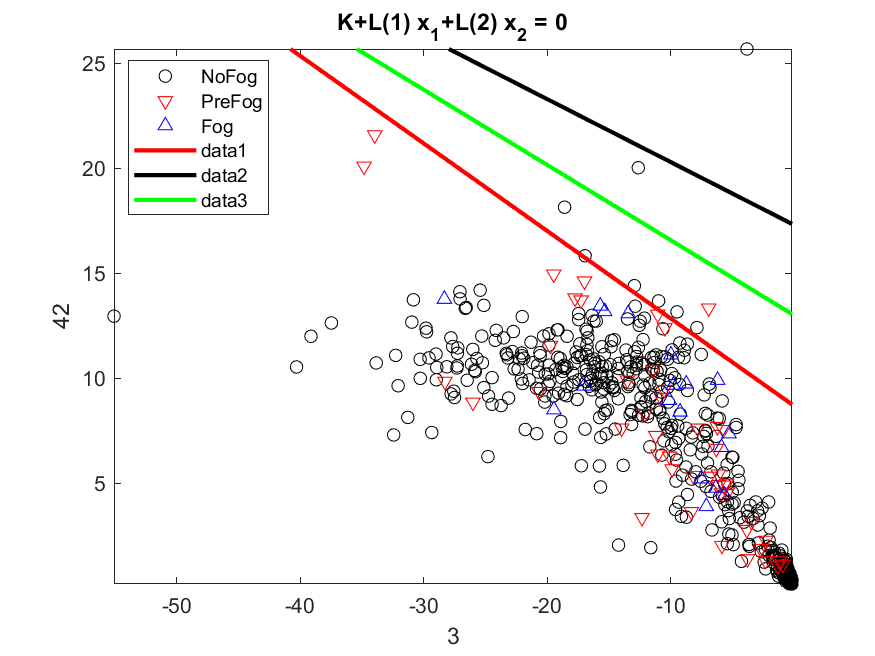 K+L(1) x1+L(2) x2 = 0
25
20
15
10
5
42
NoFog
PreFog
Fog
data1
data2
data3
-50
-40
-30
-20
-10
3